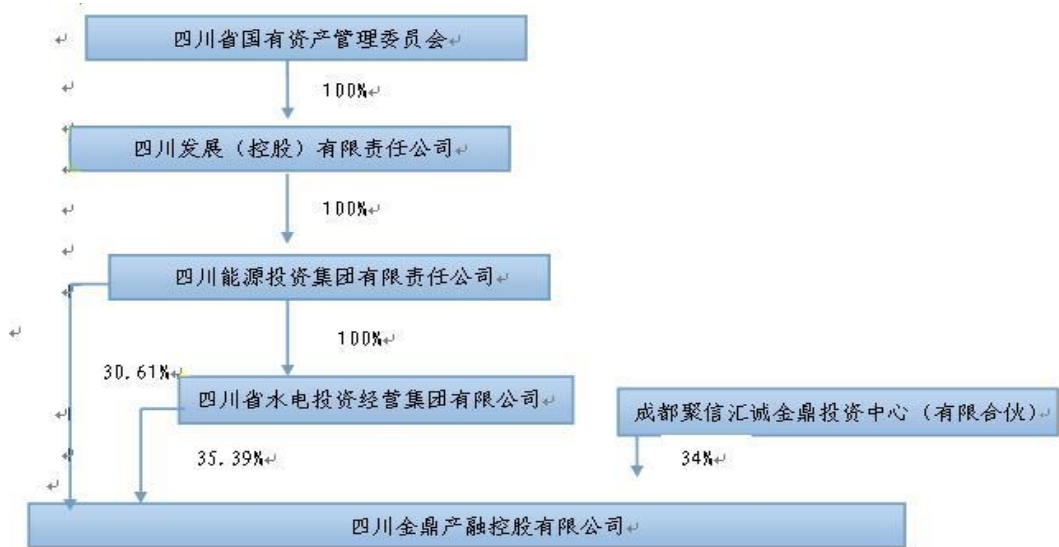 四川省国有资产管理委员会
100%
四川发展（控股）有限责任公司
100%
四川能源投资集团有限责任公司
100%
30.61%
四川省水电投资经营集团有限公司
成都聚信汇诚金鼎投资中心（有限合伙）
35.39%
34%
四川金鼎产融控股有限公司